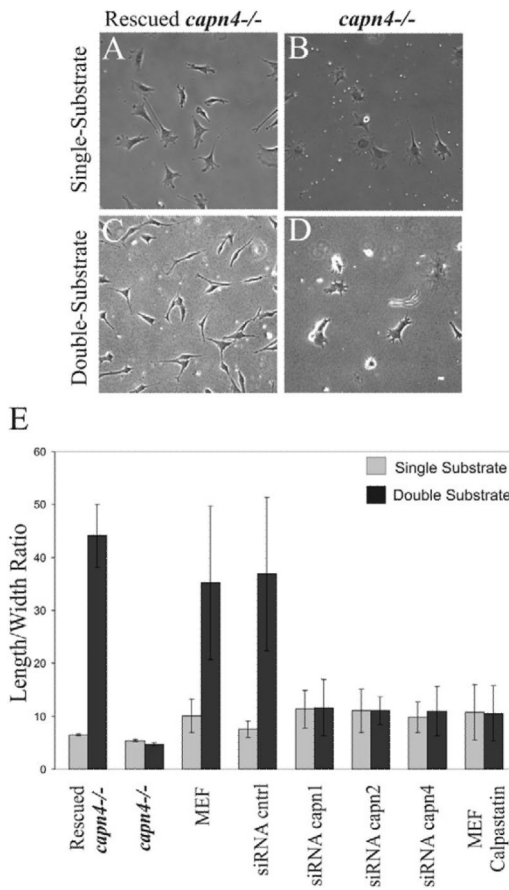 Rescued capn4-/-
capn4-/-
Single-Substrate
A
B
Double-Substrate
C
D
E
Length/Width Ratio
60
50
40
30
20
10
0
Single Substrate
Double Substrate
Rescued
capn4-/-
capn4-/-
MEF
siRNA cntrl
siRNA capn1
siRNA capn2
siRNA capn4
MEF
Calpastatin